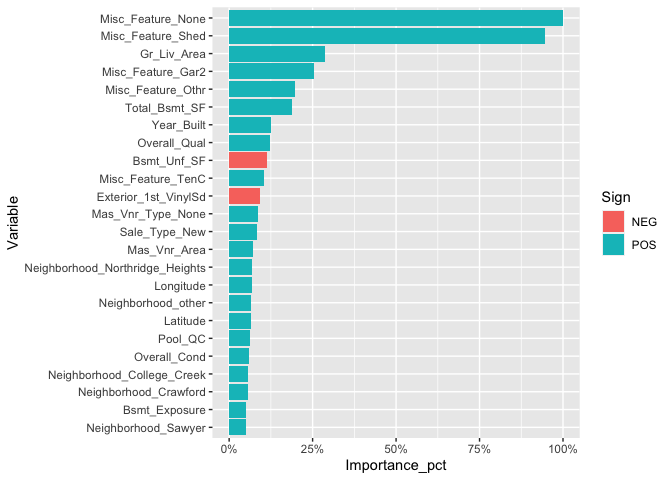 Misc_Feature_None
Misc_Feature_Shed
Gr_Liv_Area
Misc_Feature_Gar2
Misc_Feature_Othr
Total_Bsmt_SF
Year_Built
Overall_Qual
Bsmt_Unf_SF
Misc_Feature_TenC
Exterior_1st_VinylSd
Mas_Vnr_Type_None
Sale_Type_New
Mas_Vnr_Area
Neighborhood_Northridge_Heights
Longitude
Neighborhood_other
Latitude
Pool_QC
Overall_Cond
Neighborhood_College_Creek
Neighborhood_Crawford
Bsmt_Exposure
Neighborhood_Sawyer
Variable
0% 25% 50% 75% 100%
Importance_pct
Sign
NEG
POS